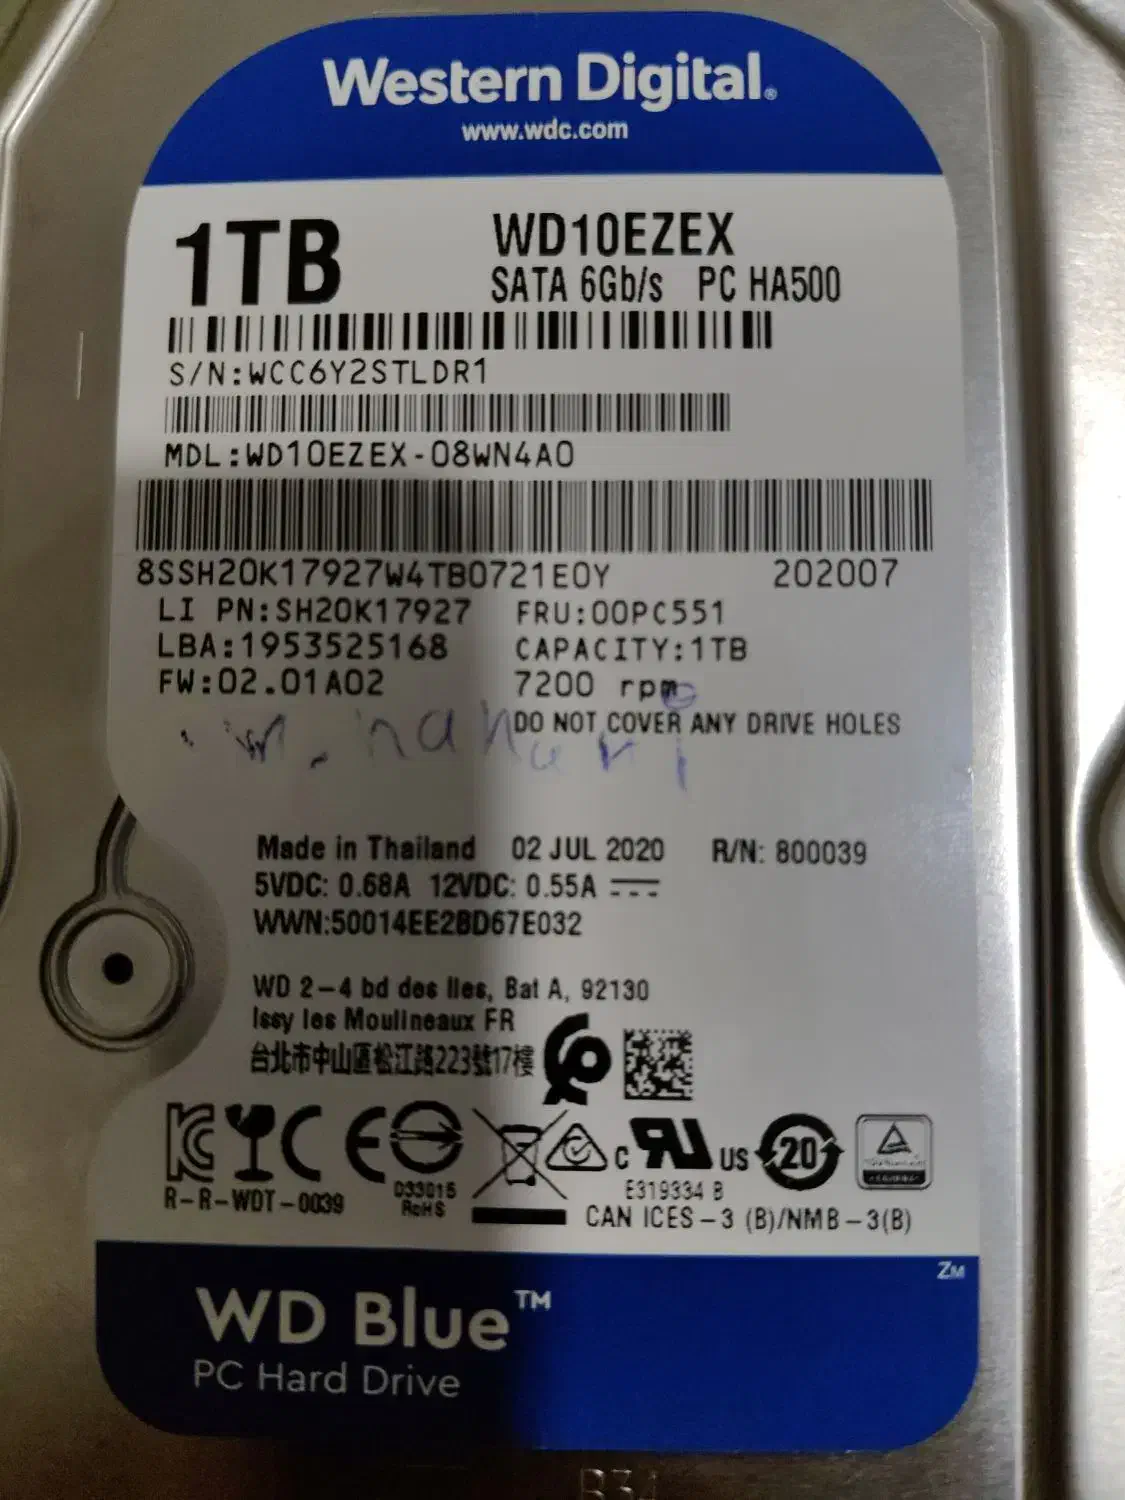 Western Digital®
www.wdc.com
1TB
WD10EZEX
SATA 6Gb/s PC HA500
S/N:WCC6Y2STLDR1
MDL:WD10EZEX-08WN4A0
8SSH20K17927W4TB0721E0Y 202007
LI PN:SH20K17927 FRU:00PC551
LBA:1953525168 CAPACITY:1TB
FW:02.01A02 7200 rpm
DO NOT COVER ANY DRIVE HOLES
Made in Thailand 02 JUL 2020 R/N: 800039
5VDC: 0.68A 12VDC: 0.55A
WWN:50014EE2BD67E032
WD 2-4 bd des Iles, Bat A, 92130
Issy les Moulineaux FR
台北市中山區松江路223號17樓
CE
c RU US 20
R-R-WDT-0039 D33015 E319334 B
RoHS
CAN ICES-3 (B)/NMB-3(B)
ZM
WD Blue™
PC Hard Drive